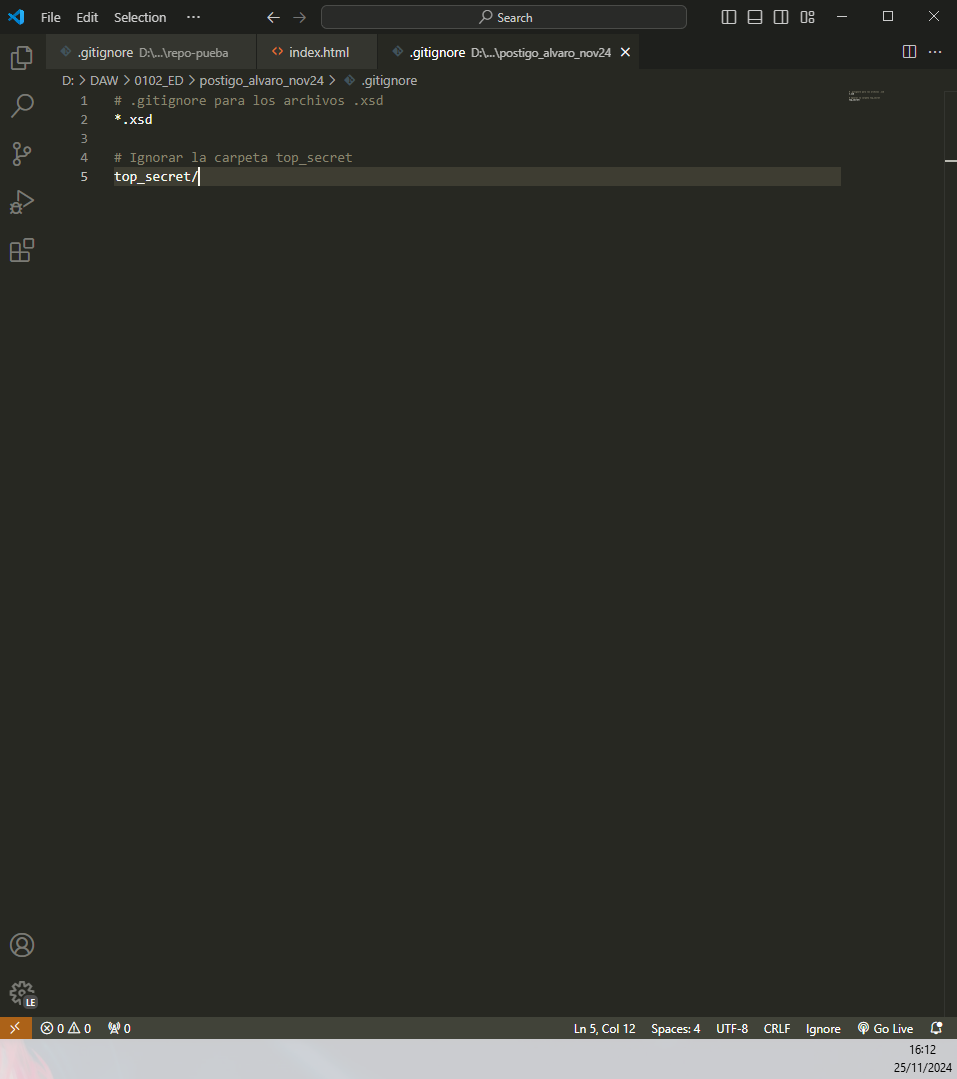 File Edit Selection ··· Search
.gitignore D:\...\repo-pueba index.html .gitignore D:\...\postigo_alvaro_nov24
D: > DAW > 0102_ED > postigo_alvaro_nov24 > .gitignore
1 # .gitignore para los archivos .xsd
2 *.xsd
3
4 # Ignorar la carpeta top_secret
5 top_secret/
LE
0 0 0 Ln 5, Col 12 Spaces: 4 UTF-8 CRLF Ignore Go Live
16:12
25/11/2024